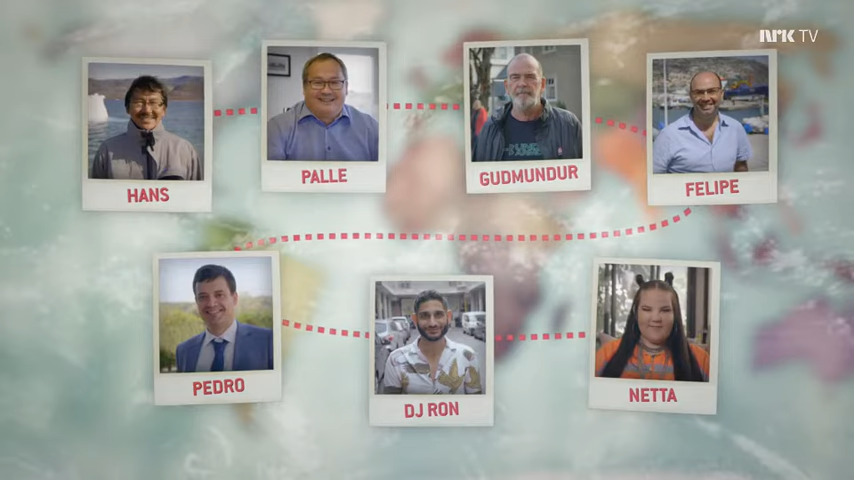 NRK TV
HANS
PALLE
GUDMUNDUR
FELIPE
PEDRO
DJ RON
NETTA